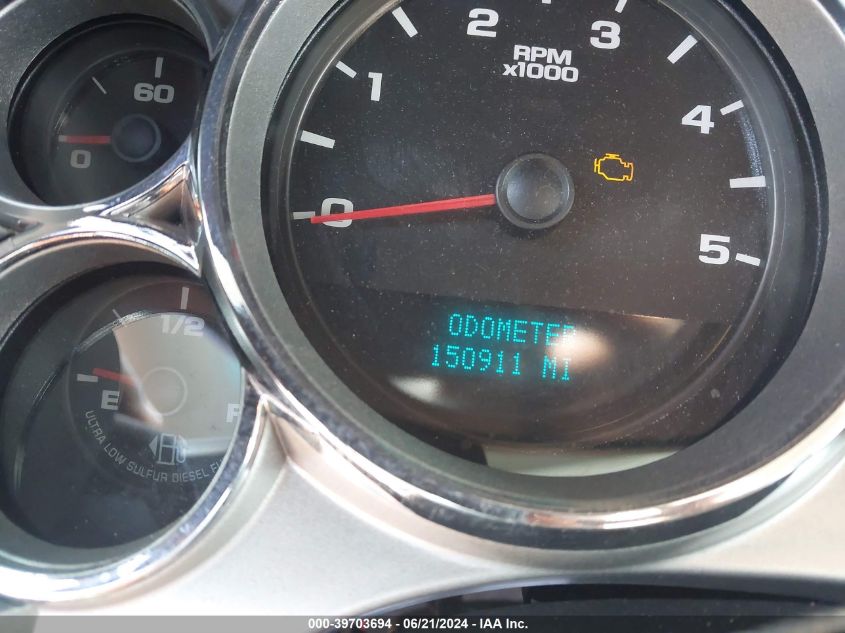 60
0
1
2
3
4
5
RPM
x1000
0
ODOMETER
150911 MI
1/2
E
F
ULTRA LOW SULFUR DIESEL
000-39703694 / 06/21/2024 - IAA Inc.